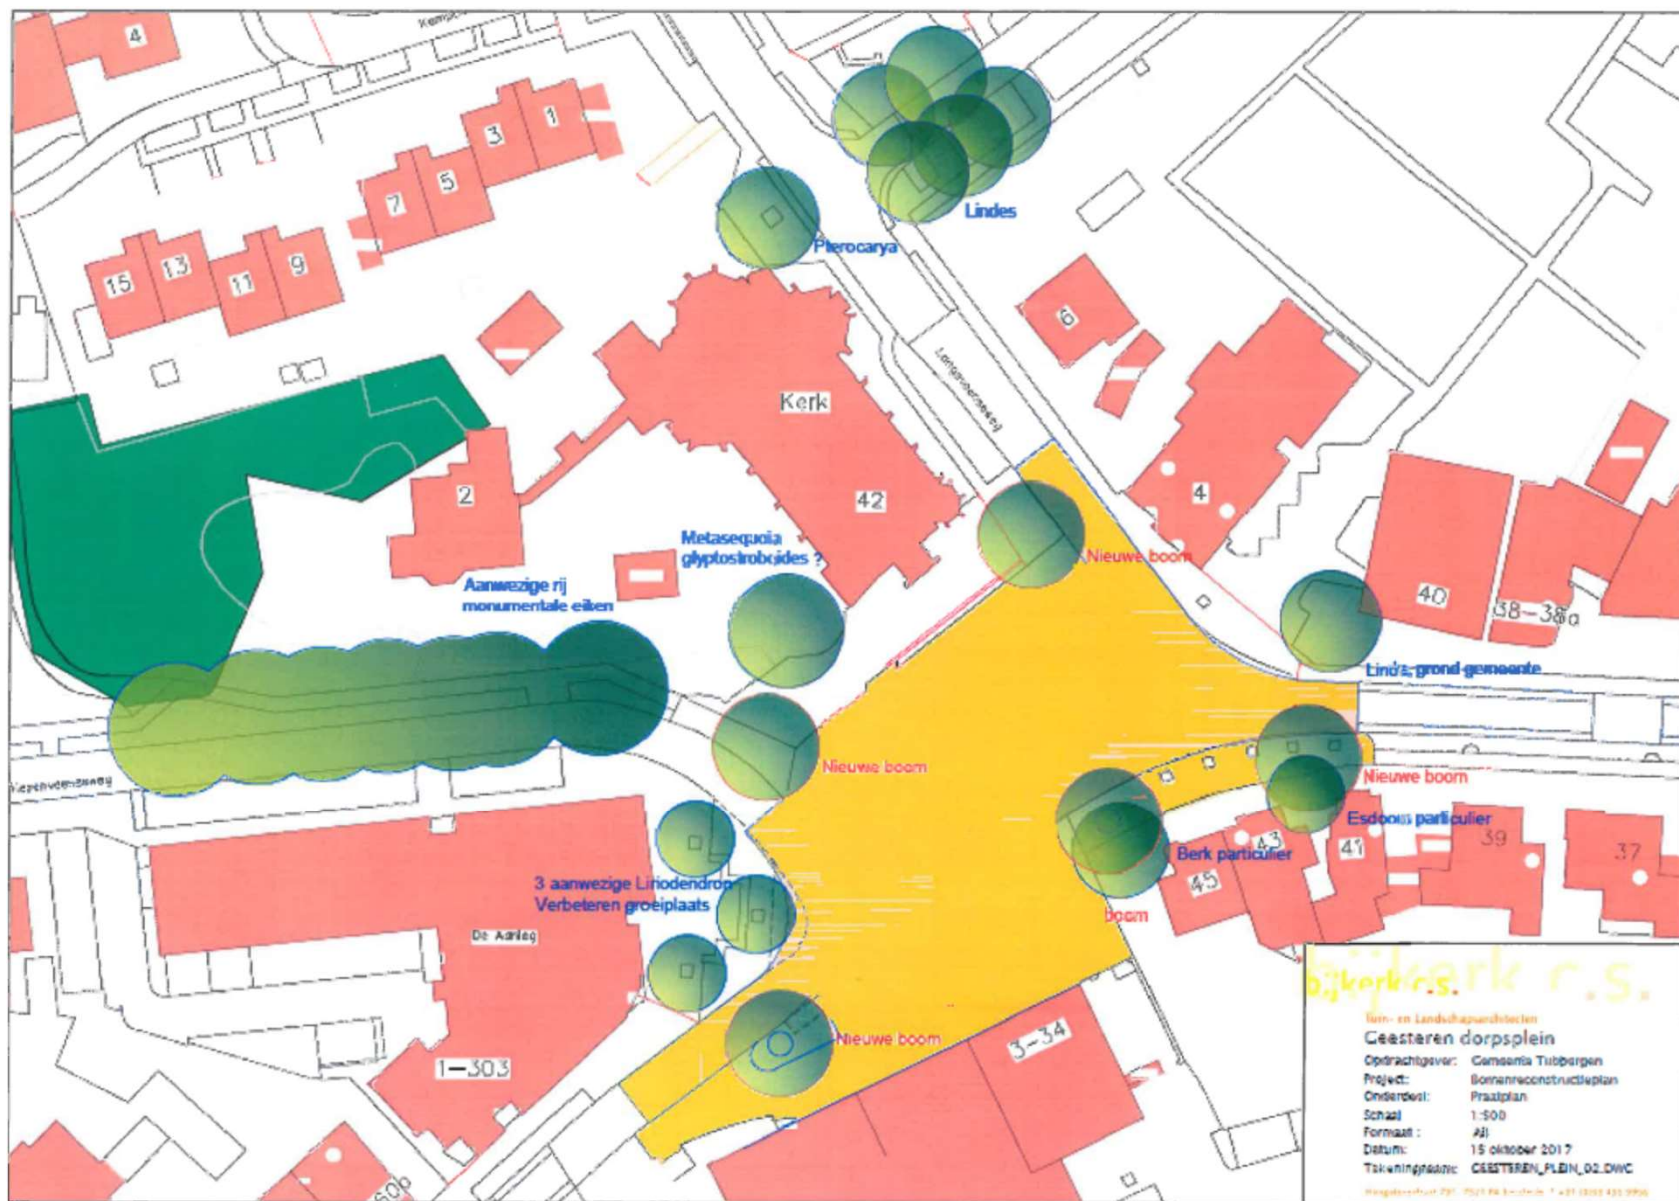 4
1
3
5
7
9
11
13
15
Lindes
Pterocarya
6
Kerk
42
4
2
Metasequoia
glyptostroboides ?
Aanwezige rij
monumentale eiken
Nieuwe boom
40
38-38a
grond gemeente
Nieuwe boom
Nieuwe boom
Esdoorn particulier
Berk particulier
43
41
39
37
45
boom
3 aanwezige Liriodendron
Verbeteren groeiplaats
De Aanleg
1-303
Nieuwe boom
3-34
bijkerk c.s.
bijkerk c.s.
Tuin- en Landschapsarchitecten
Geesteren dorpsplein
Opdrachtgever: Gemeente Tubbergen
Project: Bomenreconstructieplan
Onderdeel: Praatplan
Schaal 1:500
Formaat :
Datum: 15 oktober 2017
Tekeningnaam: GEESTEREN_PLEIN_02.DWG